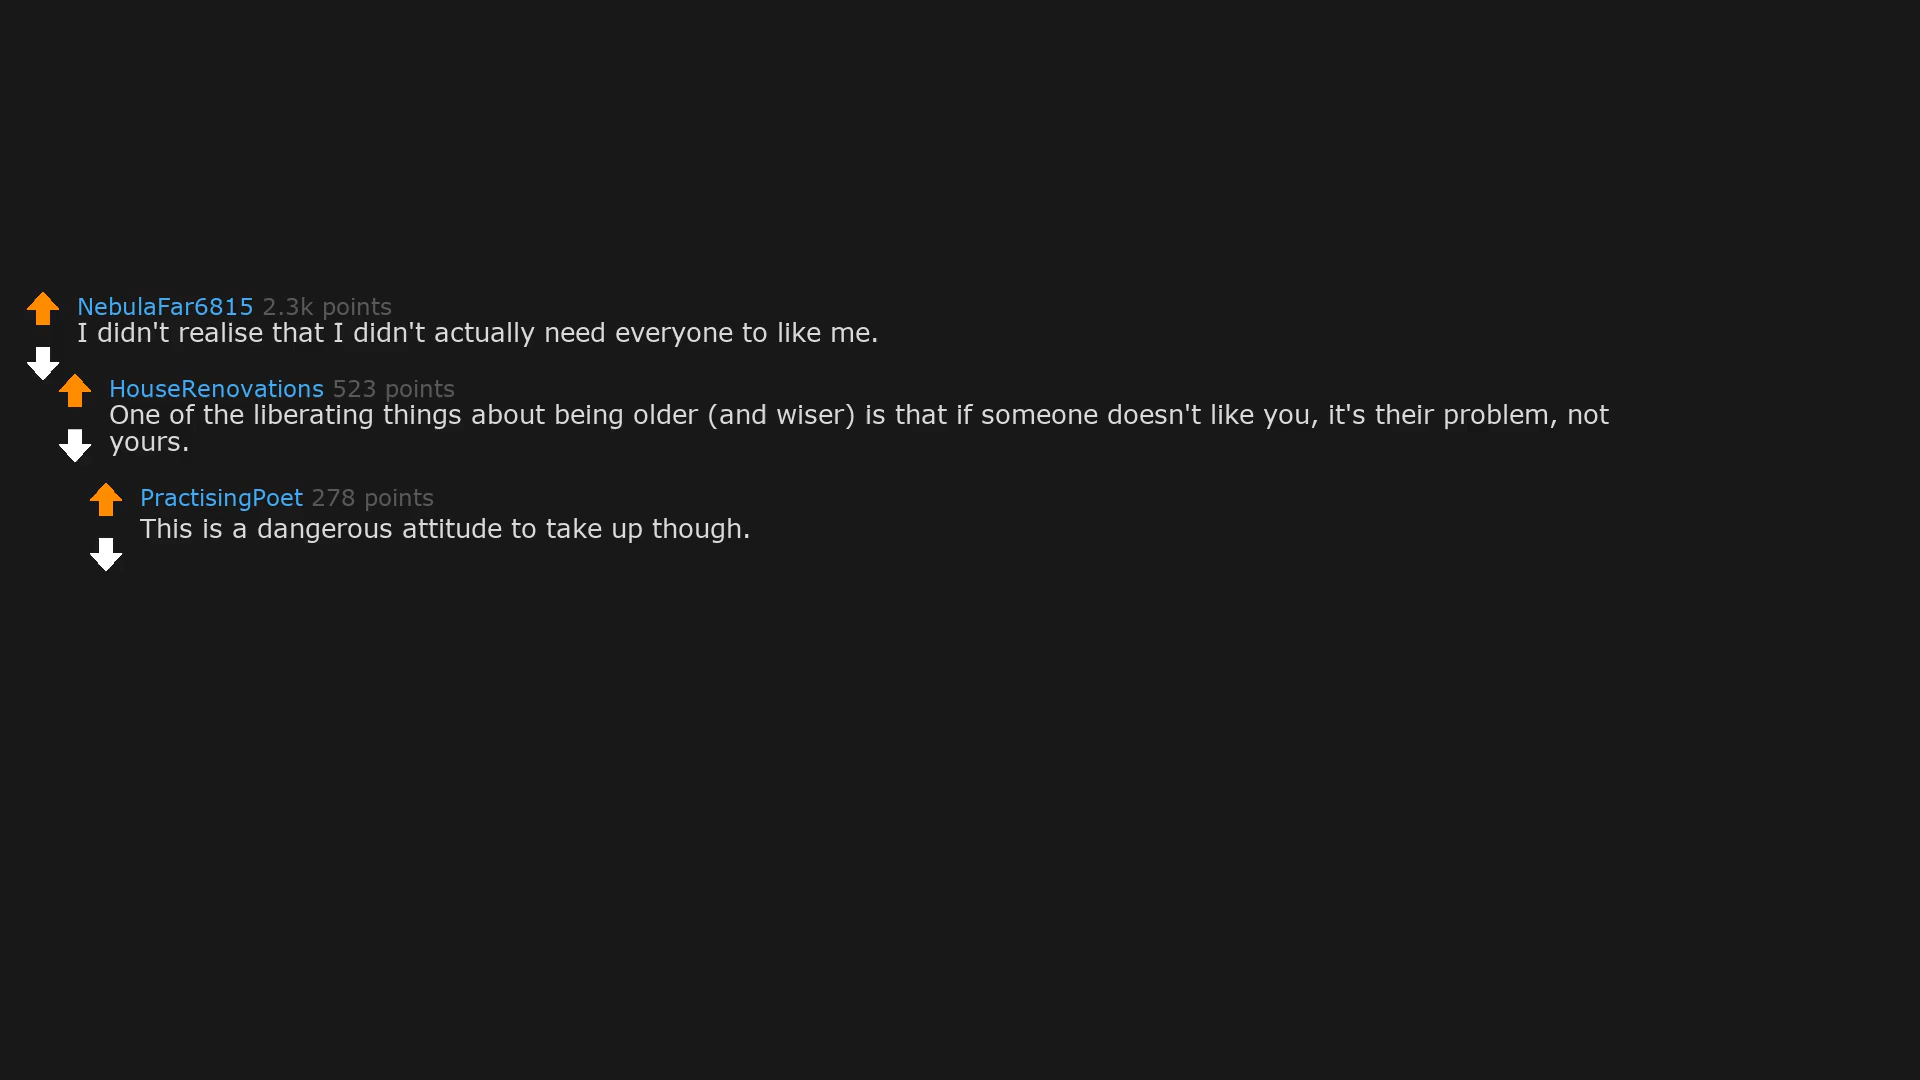 NebulaFar6815 2.3k points
I didn't realise that I didn't actually need everyone to like me.
HouseRenovations 523 points
One of the liberating things about being older (and wiser) is that if someone doesn't like you, it's their problem, not
yours.
PractisingPoet 278 points
This is a dangerous attitude to take up though.